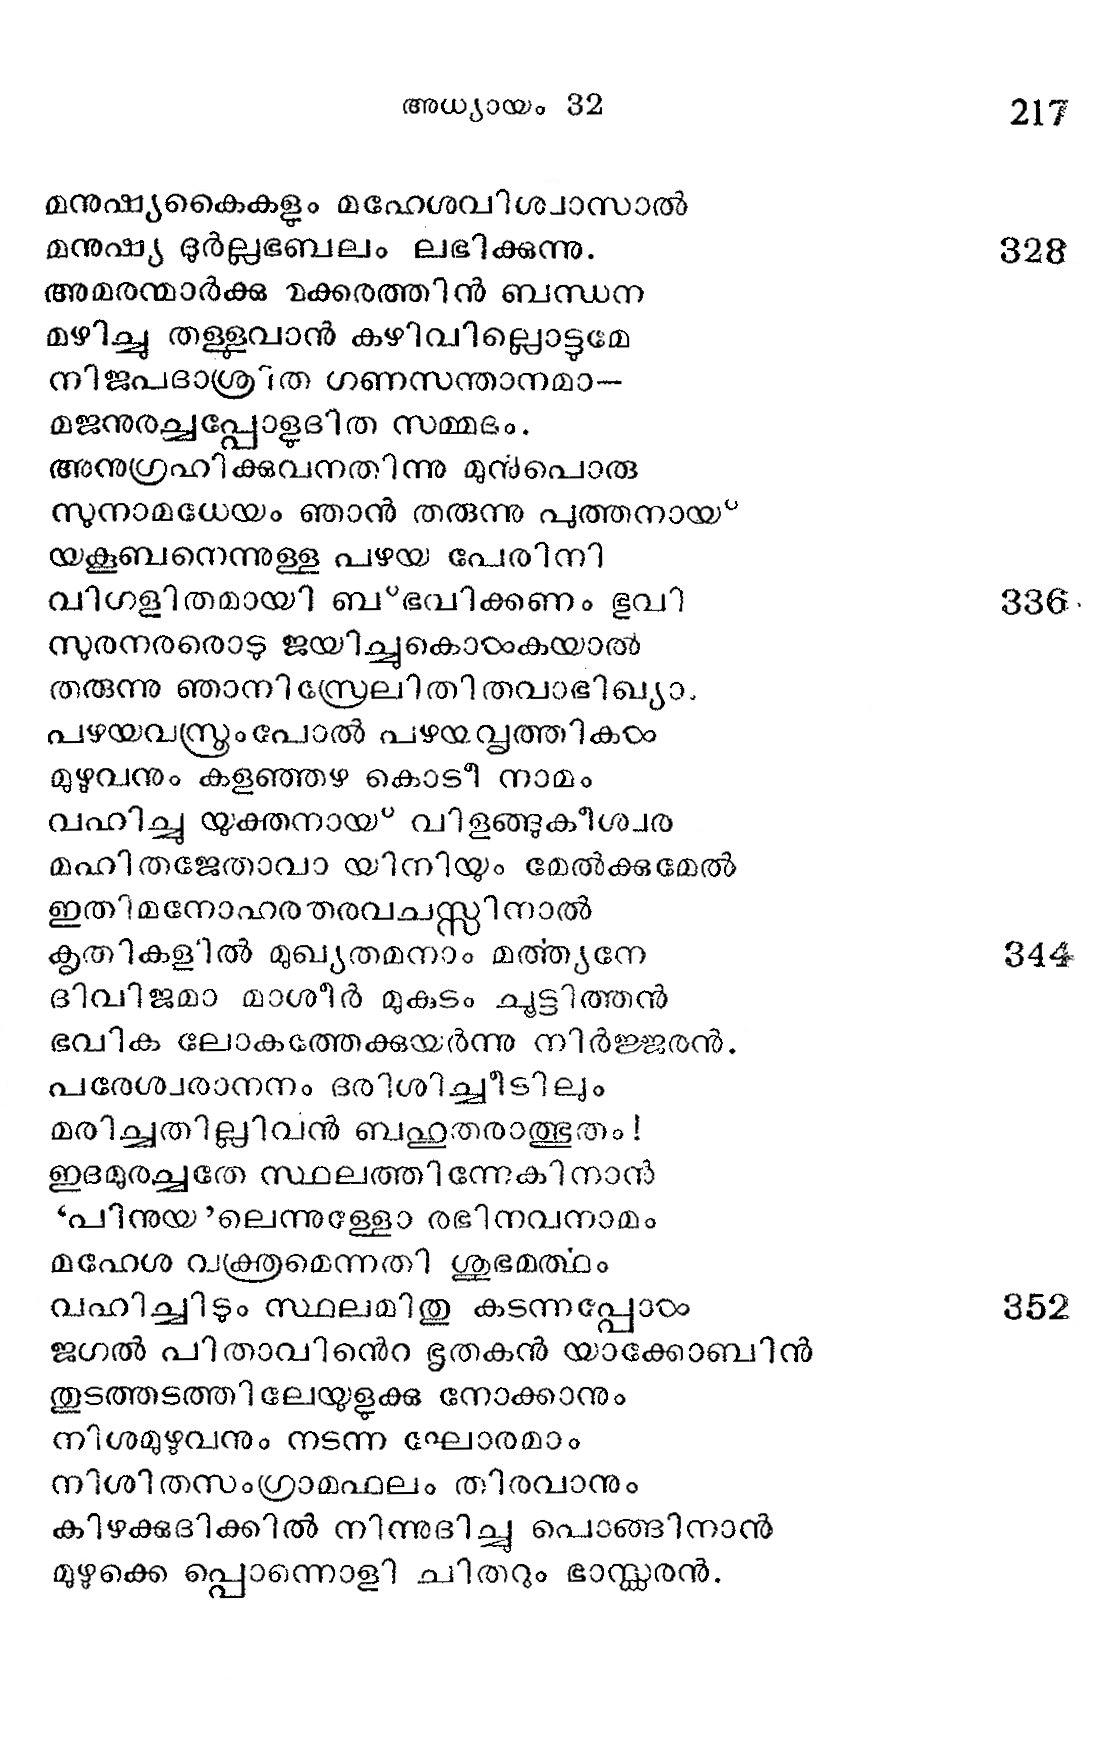 അധ്യായം 32
217
മനുഷ്യകൈകളും മഹേശവിശ്വാസാൽ
മനുഷ്യ ദുർല്ലഭബലം ലഭിക്കുന്നു.
328
അമരന്മാർക്കു മക്കരത്തിൻ ബന്ധന
മഴിച്ചു തള്ളുവാൻ കഴിവില്ലൊട്ടുമേ
നിജപദാശ്രിത ഗണസന്താനമാ—
മജനുരച്ചപ്പോളുദിത സമ്മദം.
അനുഗ്രഹിക്കുവനതിന്നു മുൻപൊരു
സുനാമധേയം ഞാൻ തരുന്നു പുത്തനായ്
യക്കൂബനെന്നുള്ള പഴയ പേരിനി
വിഗളിതമായി ബ്ഭവിക്കണം ഭുവി
336
സുരനരരൊടു ജയിച്ചുകൊൾകയാൽ
തരുന്നു ഞാനിസ്രേലിതിതവാഭിഖ്യാ.
പഴയവസ്ത്രംപോൽ പഴയവൃത്തികൾ
മുഴുവനും കളഞ്ഞഴ കൊടീ നാമം
വഹിച്ചു യുക്തനായ് വിളങ്ങുകീശ്വര
മഹിതജേതാവാ യിനിയും മേൽക്കുമേൽ
ഇതിമനോഹരതരവചസ്സിനാൽ
കൃതികളിൽ മുഖ്യതമനാം മർത്ത്യനേ
344
ദിവിജമാ മാശീർ മുകുടം ചൂട്ടിത്തൻ
ഭവിക ലോകത്തേക്കുയർന്നു നിർജ്ജരൻ.
പരേശ്വരാനനം ദരിശിച്ചീടിലും
മരിച്ചതില്ലിവൻ ബഹുതരാത്ഭുതം!
ഇദമുരച്ചതേ സ്ഥലത്തിന്നേകിനാൻ
‘പിനുയ’ലെന്നുള്ളോ രഭിനവനാമം
മഹേശ വക്ത്രമെന്നതി ശുഭമർത്ഥം
വഹിച്ചിടും സ്ഥലമിതു കടന്നപ്പോൾ
352
ജഗൽ പിതാവിൻെറ ഭൃതകൻ യാക്കോബിൻ
തുടത്തടത്തിലേയുളുക്കു നോക്കാനും
നിശമുഴുവനും നടന്ന ഘോരമാം
നിശിതസംഗ്രാമഫലം തിരവാനും
കിഴക്കുദിക്കിൽ നിന്നുദിച്ചു പൊങ്ങിനാൻ
മുഴുക്കെ പ്പൊന്നൊളി ചിതറും ഭാസ്ക്കരൻ.